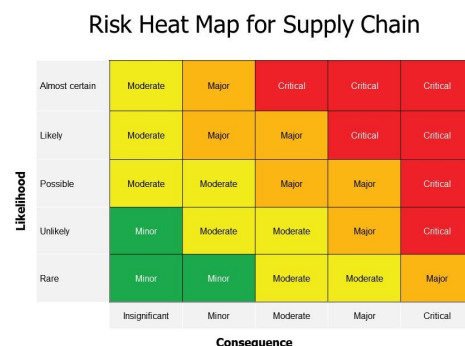 Risk Heat Map for Supply Chain
Almost certain Moderate Major Critical Critical Critical
Likely Moderate Major Major Critical Critical
Possible Moderate Moderate Major Major Critical
Unlikely Minor Moderate Moderate Major Critical
Rare Minor Minor Moderate Moderate Major
Insignificant Minor Moderate Major Critical
Likelihood
Consequence